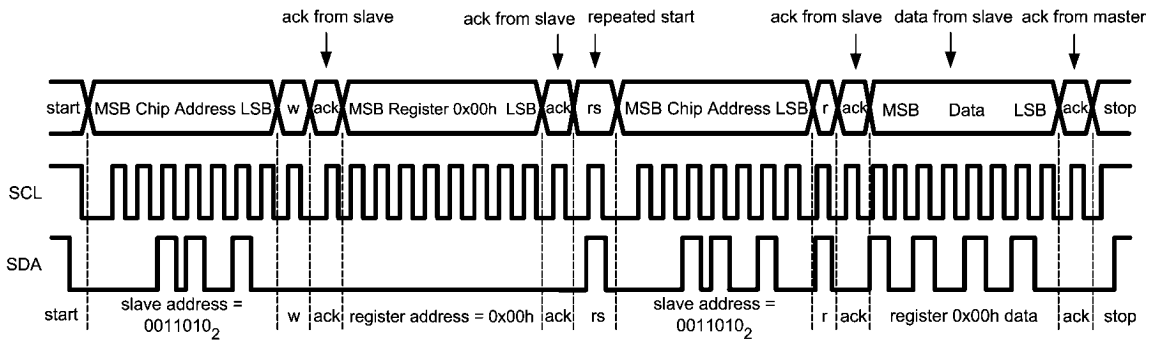 ack from slave ack from slave repeated start ack from slave data from slave ack from master
start MSB Chip Address LSB w ack MSB Register 0x00h LSB ack rs MSB Chip Address LSB r ack MSB Data LSB ack stop
SCL
SDA
start slave address = 0011010₂ w ack register address = 0x00h ack rs slave address = 0011010₂ r ack register 0x00h data ack stop